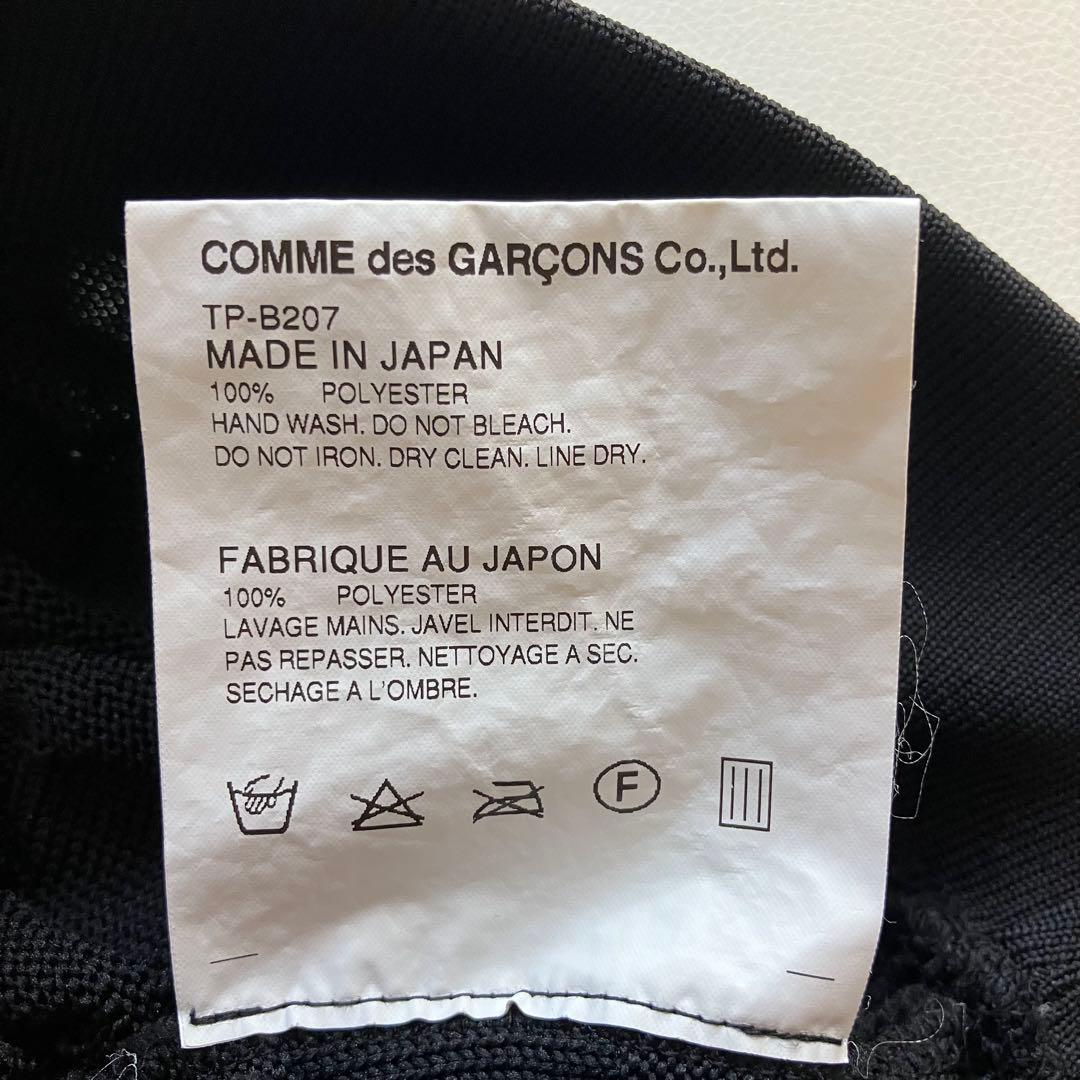 COMME des GARÇONS Co.,Ltd.
TP-B207
MADE IN JAPAN
100% POLYESTER
HAND WASH. DO NOT BLEACH.
DO NOT IRON. DRY CLEAN. LINE DRY.
FABRIQUE AU JAPON
100% POLYESTER
LAVAGE MAINS. JAVEL INTERDIT. NE
PAS REPASSER. NETTOYAGE A SEC.
SECHAGE A L'OMBRE.
F